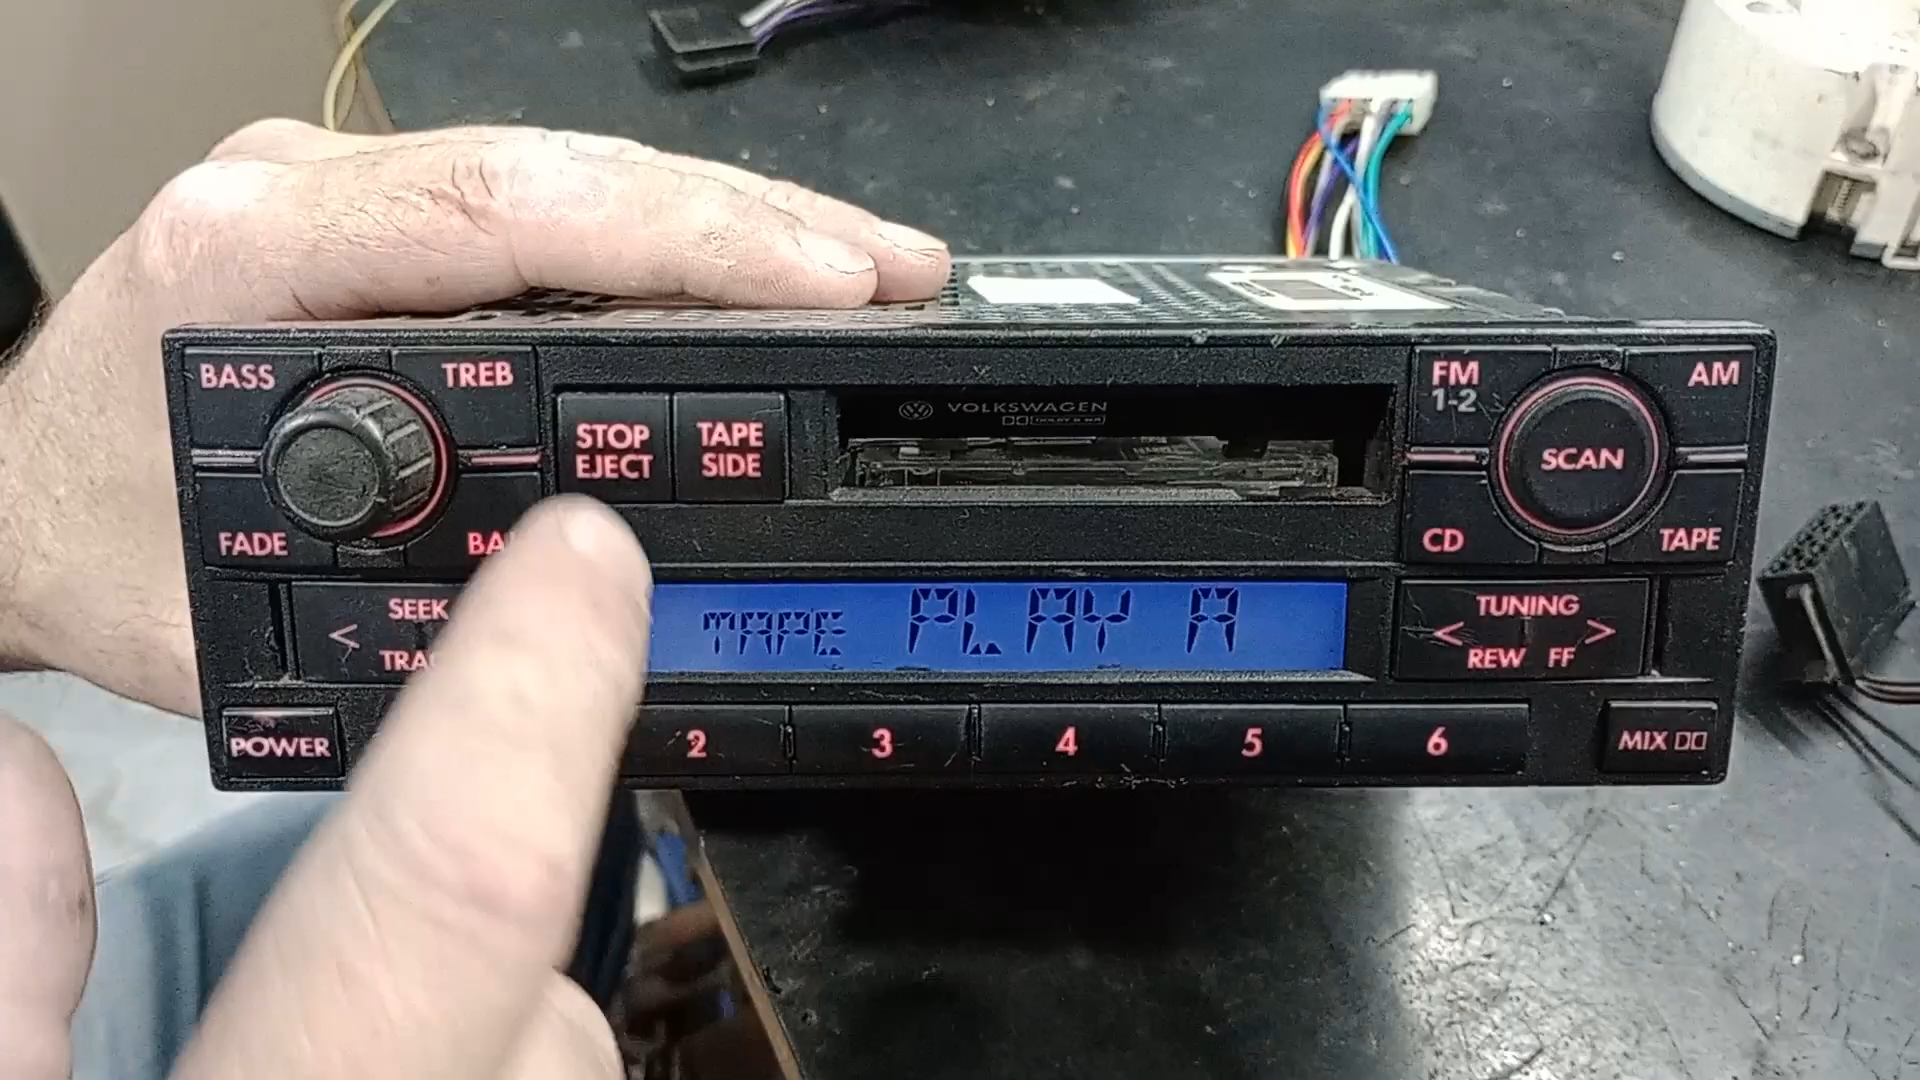 BASS
TREB
STOP
EJECT
TAPE
SIDE
VOLKSWAGEN
FM
1-2
AM
SCAN
FADE
CD
TAPE
SEEK
<
TAPE PLAY A
TUNING
< >
REW FF
POWER
2
3
4
5
6
MIX